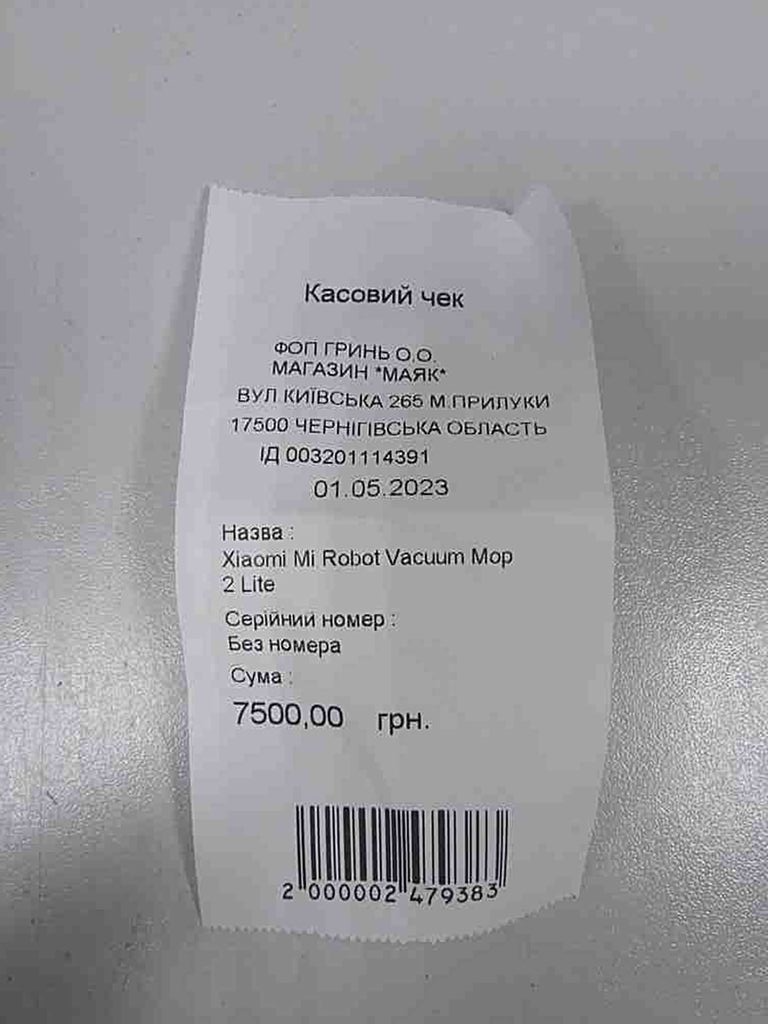 Касовий чек
ФОП ГРИНЬ О.О.
МАГАЗИН *МАЯК*
ВУЛ КИЇВСЬКА 265 М.ПРИЛУКИ
17500 ЧЕРНІГІВСЬКА ОБЛАСТЬ
ІД 003201114391
01.05.2023
Назва :
Xiaomi Mi Robot Vacuum Mop
2 Lite
Серійний номер :
Без номера
Сума :
7500,00 грн.
2 000002 479383